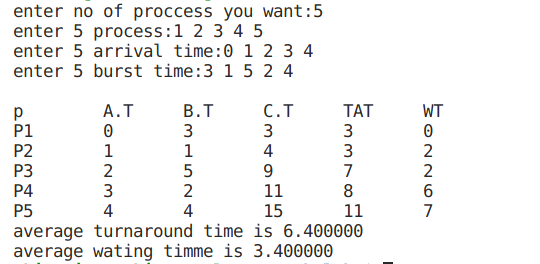 enter no of proccess you want:5
enter 5 process:1 2 3 4 5
enter 5 arrival time:0 1 2 3 4
enter 5 burst time:3 1 5 2 4
p A.T B.T C.T TAT WT
P1 0 3 3 3 0
P2 1 1 4 3 2
P3 2 5 9 7 2
P4 3 2 11 8 6
P5 4 4 15 11 7
average turnaround time is 6.400000
average wating timme is 3.400000